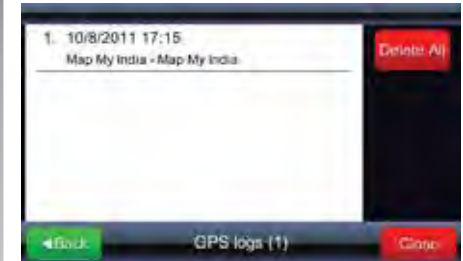 1. 10/8/2011 17:15
Map My India - Map My India
Delete All
◄Back
GPS logs (1)
Close